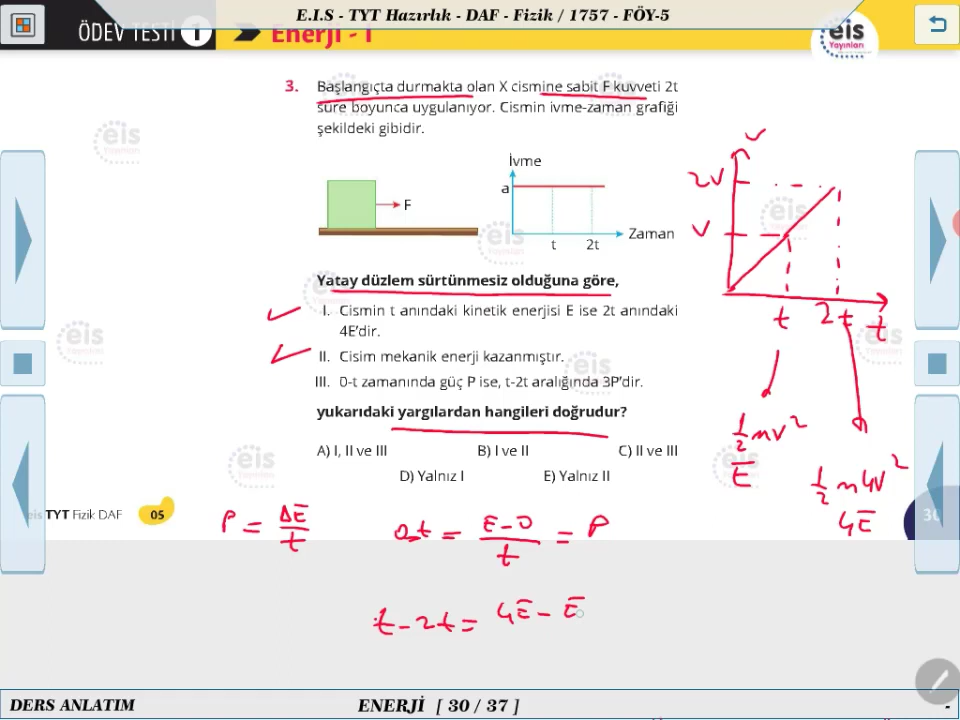 E.I.S - TYT Hazırlık - DAF - Fizik / 1757 - FÖY-5
ÖDEV TESTİ 1 Enerji - 1
eis Yayınları
3. Başlangıçta durmakta olan X cismine sabit F kuvveti 2t
süre boyunca uygulanıyor. Cismin ivme-zaman grafiği
şekildeki gibidir.
F
İvme
a
t 2t
Zaman
v
2v
v
t 2t t
Yatay düzlem sürtünmesiz olduğuna göre,
I. Cismin t anındaki kinetik enerjisi E ise 2t anındaki
4E'dir.
II. Cisim mekanik enerji kazanmıştır.
III. 0-t zamanında güç P ise, t-2t aralığında 3P'dir.
yukarıdaki yargılardan hangileri doğrudur?
A) I, II ve III B) I ve II C) II ve III
D) Yalnız I E) Yalnız II
1/2 mv²
E
1/2 m4v²
4E
eis TYT Fizik DAF 05
30
P = ΔE/t 0-t = E-0/t = P
t-2t = 4E-E
DERS ANLATIM ENERJİ [ 30 / 37 ] -